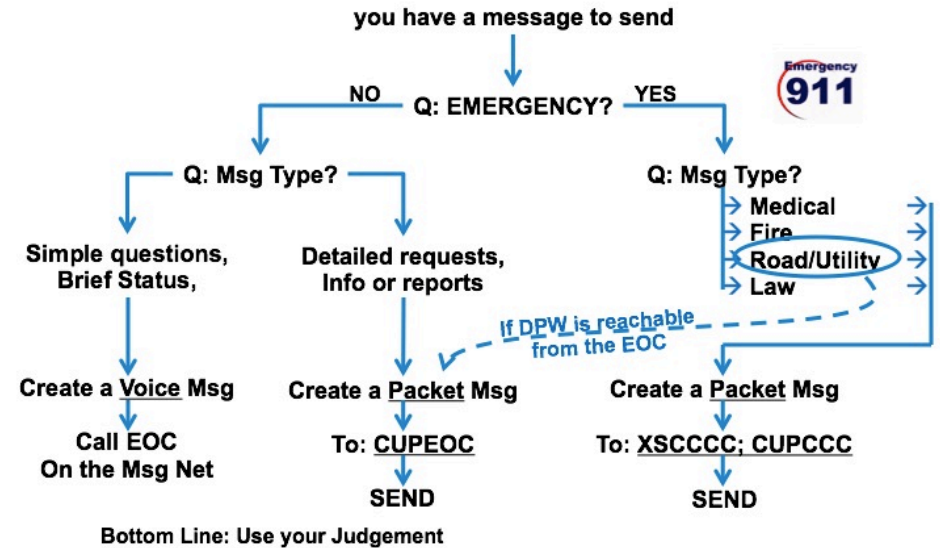 you have a message to send
Emergency
911
NO
Q: EMERGENCY?
YES
Q: Msg Type?
Q: Msg Type?
Medical
Fire
Road/Utility
Law
Simple questions,
Brief Status,
Detailed requests,
Info or reports
If DPW is reachable
from the EOC
Create a Voice Msg
Create a Packet Msg
Create a Packet Msg
Call EOC
On the Msg Net
To: CUPEOC
To: XSCCCC; CUPCCC
SEND
SEND
Bottom Line: Use your Judgement